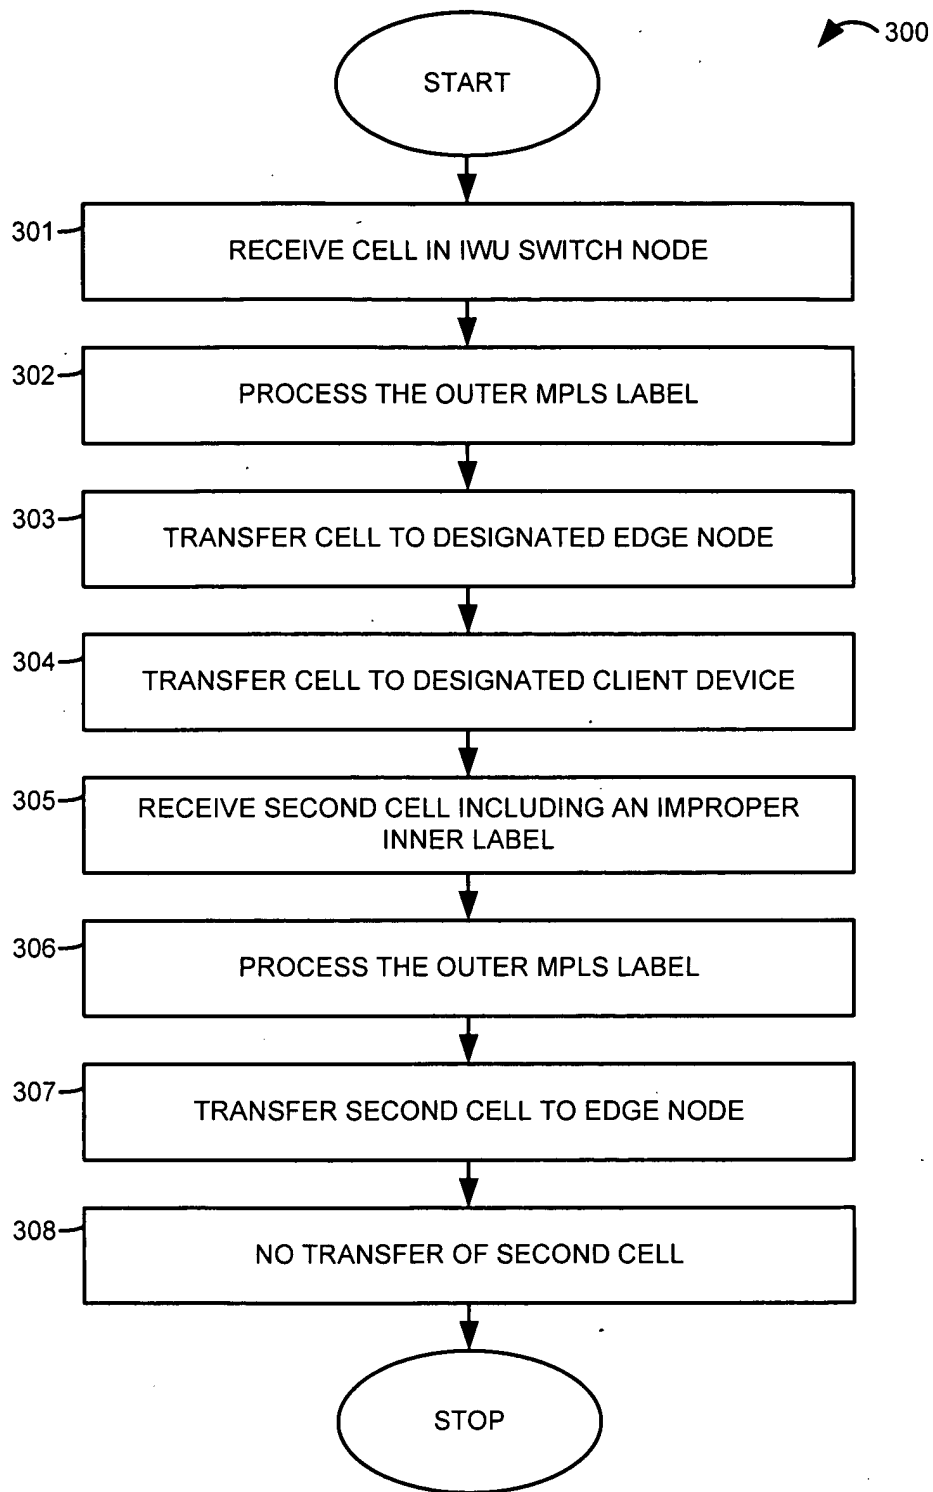 300
START
301
RECEIVE CELL IN IWU SWITCH NODE
302
PROCESS THE OUTER MPLS LABEL
303
TRANSFER CELL TO DESIGNATED EDGE NODE
304
TRANSFER CELL TO DESIGNATED CLIENT DEVICE
305
RECEIVE SECOND CELL INCLUDING AN IMPROPER
INNER LABEL
306
PROCESS THE OUTER MPLS LABEL
307
TRANSFER SECOND CELL TO EDGE NODE
308
NO TRANSFER OF SECOND CELL
STOP